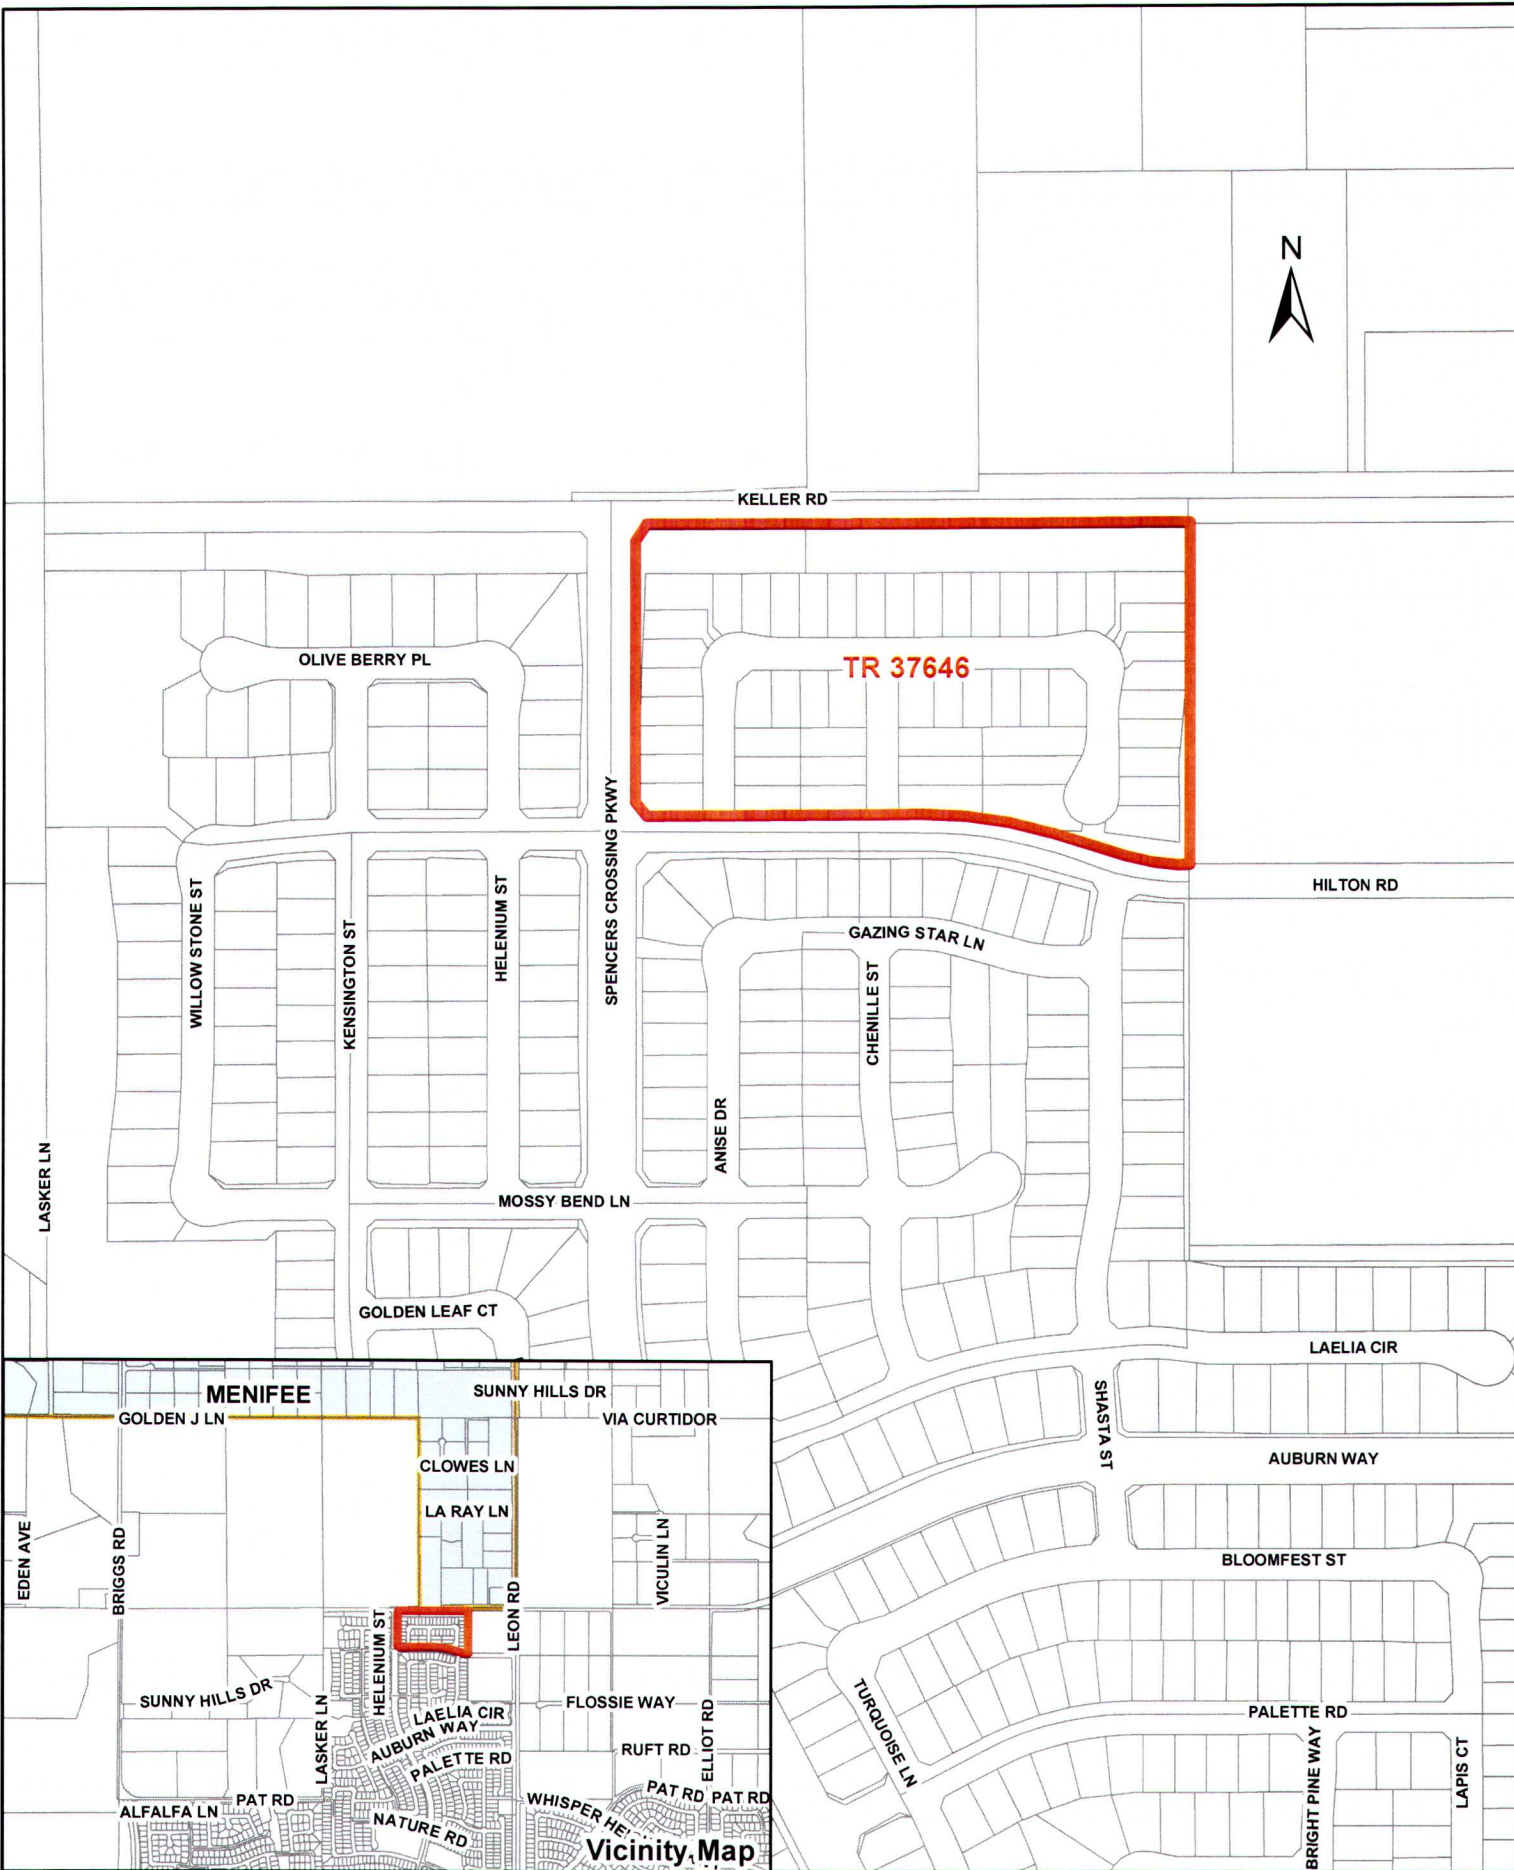 N
KELLER RD
OLIVE BERRY PL
TR 37646
SPENCERS CROSSING PKWY
HILTON RD
WILLOW STONE ST
KENSINGTON ST
HELENIUM ST
GAZING STAR LN
CHENILLE ST
ANISE DR
LASKER LN
MOSSY BEND LN
GOLDEN LEAF CT
LAELIA CIR
SHASTA ST
AUBURN WAY
BLOOMFEST ST
TURQUOISE LN
PALETTE RD
BRIGHT PINE WAY
LAPIS CT
MENIFEE
SUNNY HILLS DR
GOLDEN J LN
VIA CURTIDOR
CLOWES LN
LA RAY LN
EDEN AVE
BRIGGS RD
VICULIN LN
LEON RD
HELENIUM ST
SUNNY HILLS DR
LASKER LN
LAELIA CIR
AUBURN WAY
PALETTE RD
FLOSSIE WAY
RUFT RD
ELLIOT RD
PAT RD
ALFALFA LN
NATURE RD
WHISPER
PAT RD
PAT RD
Vicinity Map